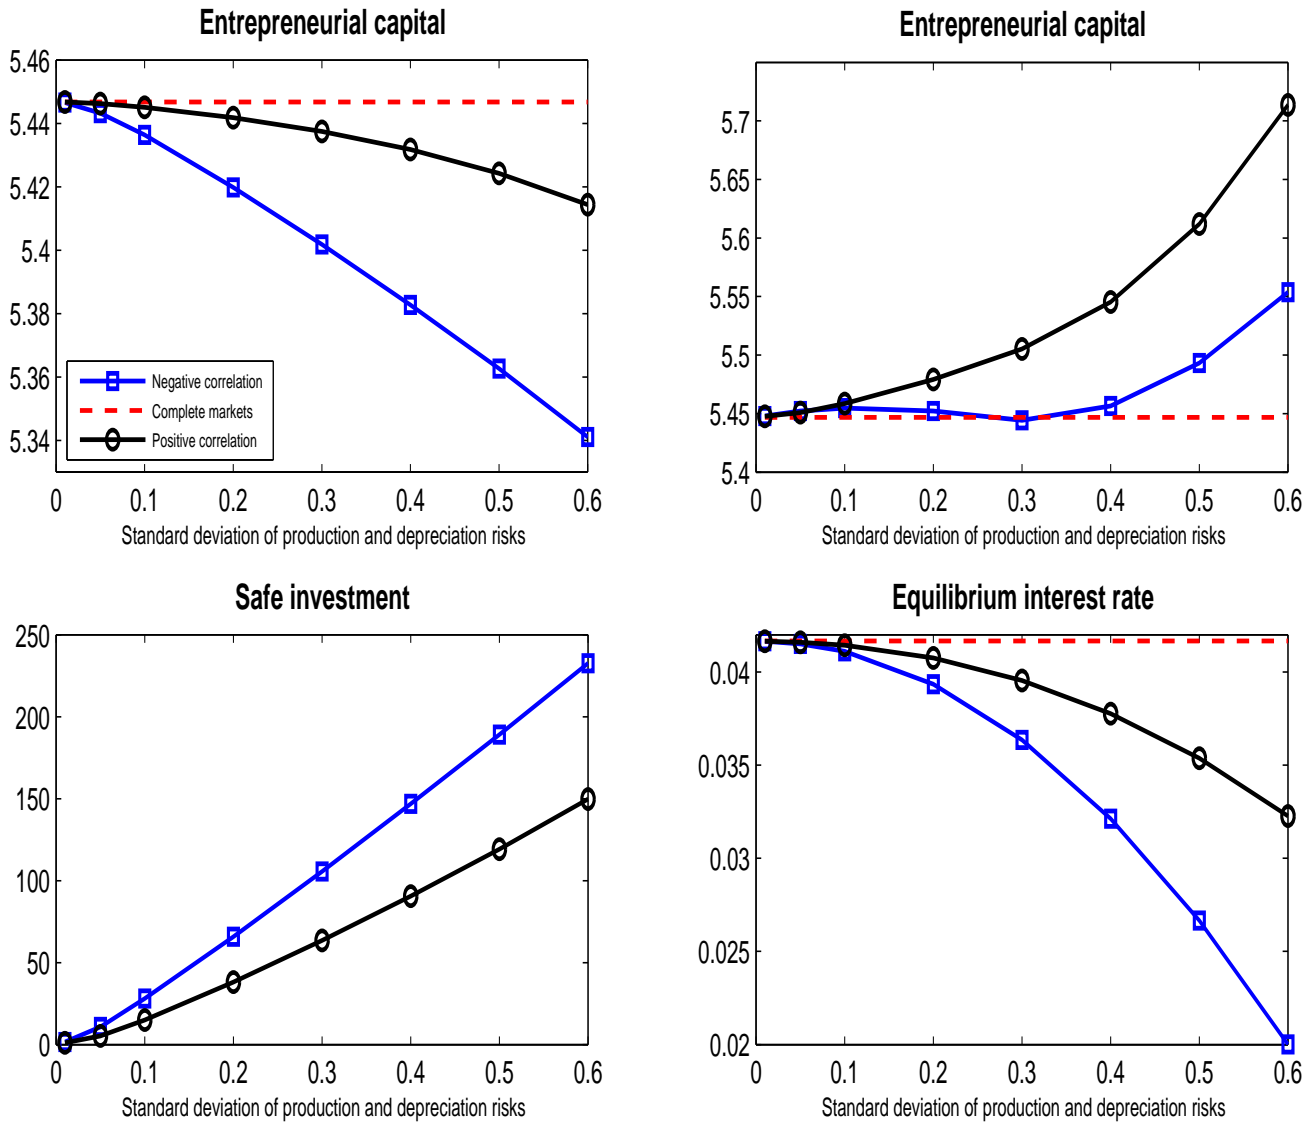 Entrepreneurial capital
5.46
5.44
5.42
5.4
5.38
5.36
5.34
Negative correlation
Complete markets
Positive correlation
0 0.1 0.2 0.3 0.4 0.5 0.6
Standard deviation of production and depreciation risks
Entrepreneurial capital
5.7
5.65
5.6
5.55
5.5
5.45
5.4
0 0.1 0.2 0.3 0.4 0.5 0.6
Standard deviation of production and depreciation risks
Safe investment
250
200
150
100
50
0
0 0.1 0.2 0.3 0.4 0.5 0.6
Standard deviation of production and depreciation risks
Equilibrium interest rate
0.04
0.035
0.03
0.025
0.02
0 0.1 0.2 0.3 0.4 0.5 0.6
Standard deviation of production and depreciation risks